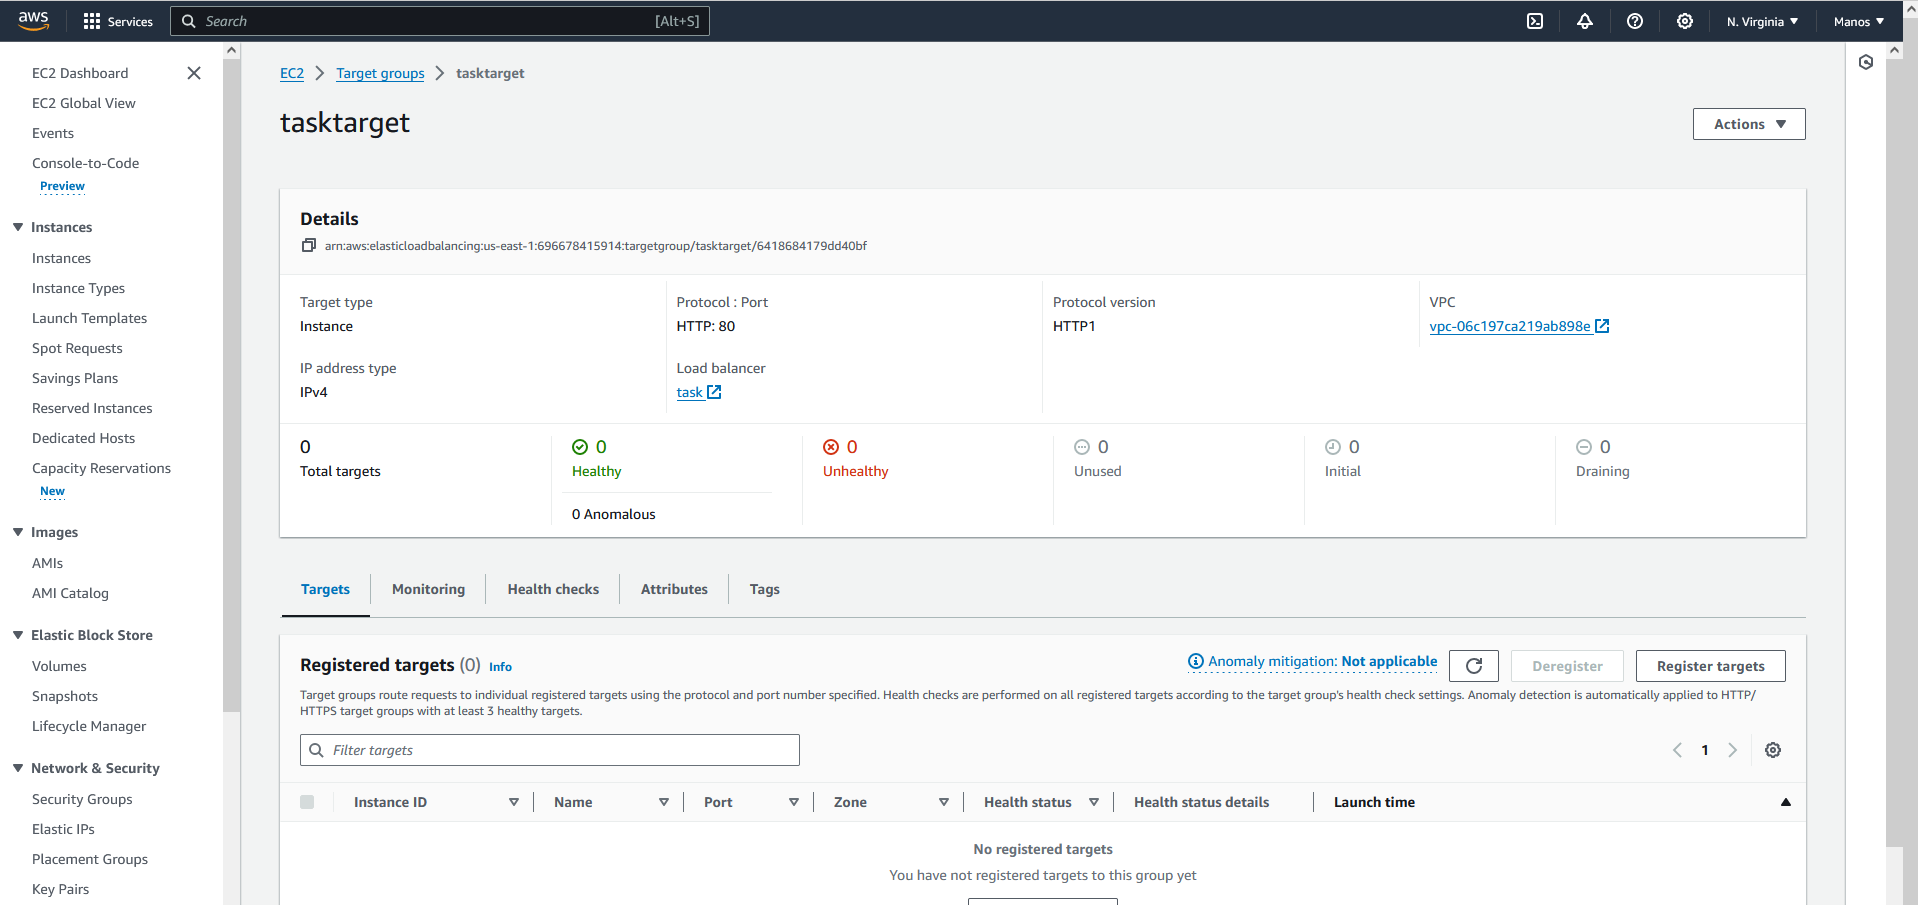 aws
Services
Search [Alt+S]
N. Virginia
Manos
EC2 Dashboard
EC2 Global View
Events
Console-to-Code
Preview
Instances
Instances
Instance Types
Launch Templates
Spot Requests
Savings Plans
Reserved Instances
Dedicated Hosts
Capacity Reservations
New
Images
AMIs
AMI Catalog
Elastic Block Store
Volumes
Snapshots
Lifecycle Manager
Network & Security
Security Groups
Elastic IPs
Placement Groups
Key Pairs
EC2 > Target groups > tasktarget
tasktarget
Actions
Details
arn:aws:elasticloadbalancing:us-east-1:696678415914:targetgroup/tasktarget/6418684179dd40bf
Target type
Instance
Protocol : Port
HTTP: 80
Protocol version
HTTP1
VPC
vpc-06c197ca219ab898e
IP address type
IPv4
Load balancer
task
0
Total targets
0
Healthy
0 Anomalous
0
Unhealthy
0
Unused
0
Initial
0
Draining
Targets
Monitoring
Health checks
Attributes
Tags
Registered targets (0) Info
Anomaly mitigation: Not applicable
Deregister
Register targets
Target groups route requests to individual registered targets using the protocol and port number specified. Health checks are performed on all registered targets according to the target group's health check settings. Anomaly detection is automatically applied to HTTP/
HTTPS target groups with at least 3 healthy targets.
Filter targets
1
Instance ID
Name
Port
Zone
Health status
Health status details
Launch time
No registered targets
You have not registered targets to this group yet